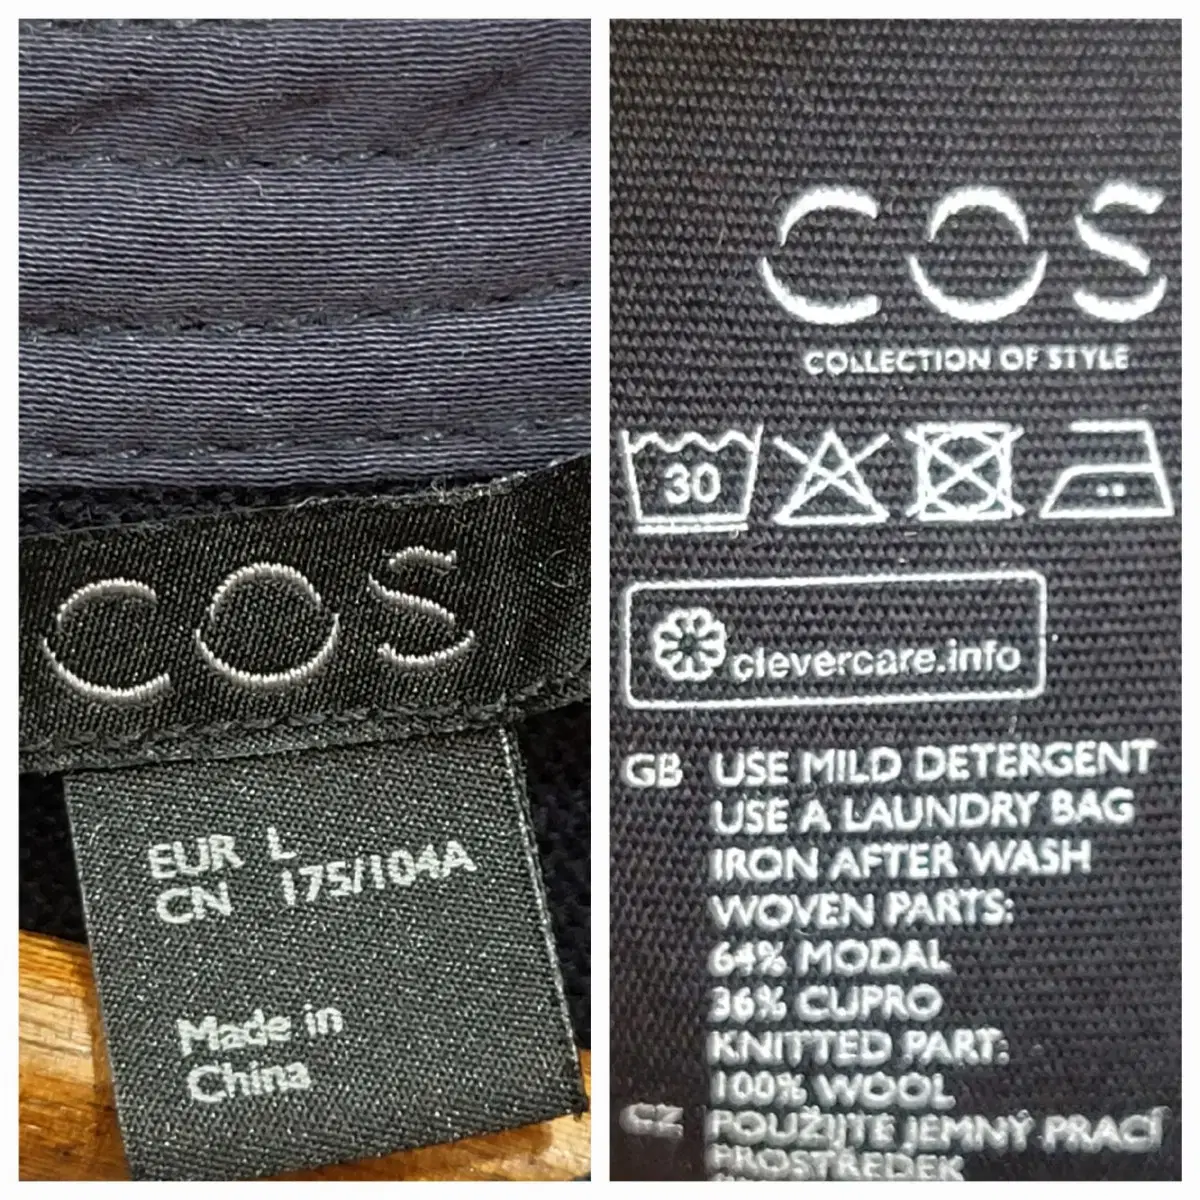 COS
EUR L
CN 175/104A
Made in
China
COS
COLLECTION OF STYLE
30
clevercare.info
GB USE MILD DETERGENT
USE A LAUNDRY BAG
IRON AFTER WASH
WOVEN PARTS:
64% MODAL
36% CUPRO
KNITTED PART:
100% WOOL
CZ POUŽIJTE JEMNÝ PRACÍ
PROSTŘEDEK